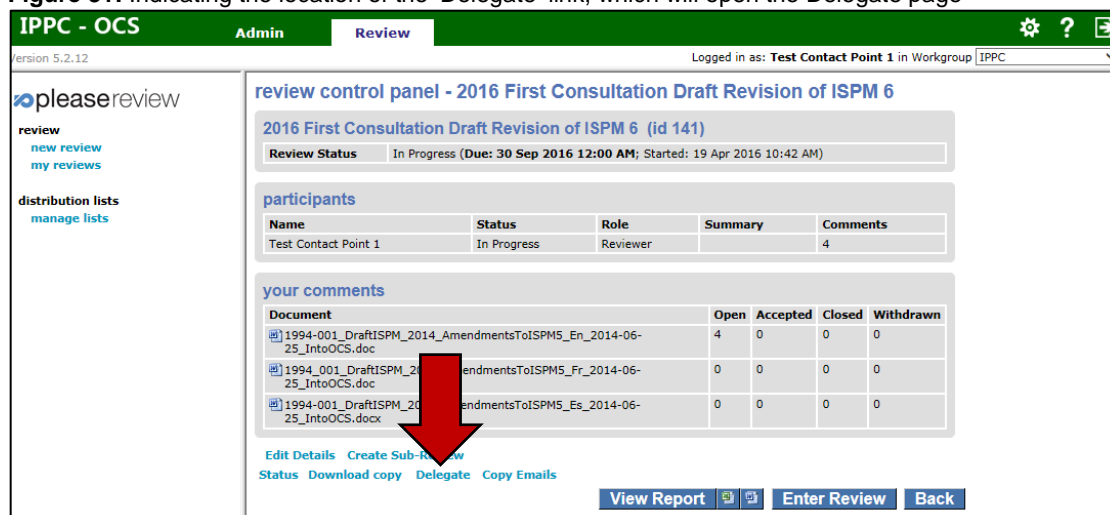 Figure 31: Indicating the location of the 'Delegate' link, which will open the Delegate page
IPPC - OCS
Admin Review
Version 5.2.12
Logged in as: Test Contact Point 1 in Workgroup IPPC
pleasereview
review
new review
my reviews
distribution lists
manage lists
review control panel - 2016 First Consultation Draft Revision of ISPM 6
2016 First Consultation Draft Revision of ISPM 6 (id 141)
Review Status In Progress (Due: 30 Sep 2016 12:00 AM; Started: 19 Apr 2016 10:42 AM)
participants
Name Status Role Summary Comments
Test Contact Point 1 In Progress Reviewer 4
your comments
Document Open Accepted Closed Withdrawn
1994-001_DraftISPM_2014_AmendmentsToISPM5_En_2014-06-25_IntoOCS.doc 4 0 0 0
1994_001_DraftISPM_20 endmentsToISPM5_Fr_2014-06-25_IntoOCS.doc 0 0 0 0
1994-001_DraftISPM_20 endmentsToISPM5_Es_2014-06-25_IntoOCS.docx 0 0 0 0
Edit Details Create Sub-Review
Status Download copy Delegate Copy Emails
View Report Enter Review Back